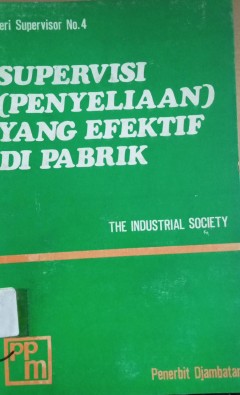 eri Supervisor No.4
SUPERVISI
(PENYELIAAN)
YANG EFEKTIF
DI PABRIK
THE INDUSTRIAL SOCIETY
PPm
Penerbit Djambatan